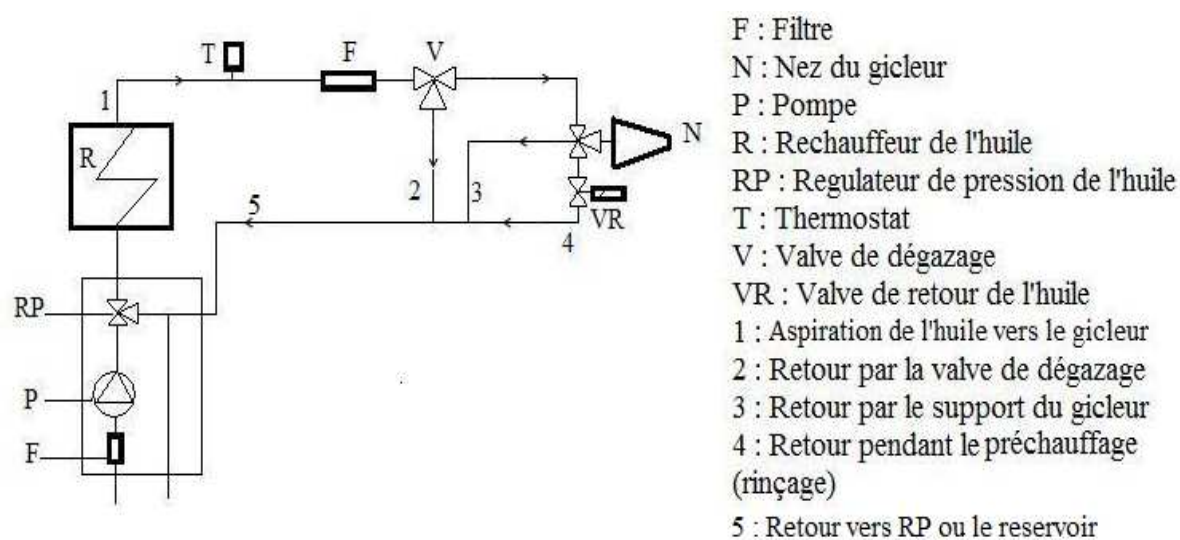 T
F
V
1
R
N
2
3
5
VR
4
RP
P
F
F : Filtre
N : Nez du gicleur
P : Pompe
R : Rechauffeur de l'huile
RP : Regulateur de pression de l'huile
T : Thermostat
V : Valve de dégazage
VR : Valve de retour de l'huile
1 : Aspiration de l'huile vers le gicleur
2 : Retour par la valve de dégazage
3 : Retour par le support du gicleur
4 : Retour pendant le préchauffage
(rinçage)
5 : Retour vers RP ou le reservoir